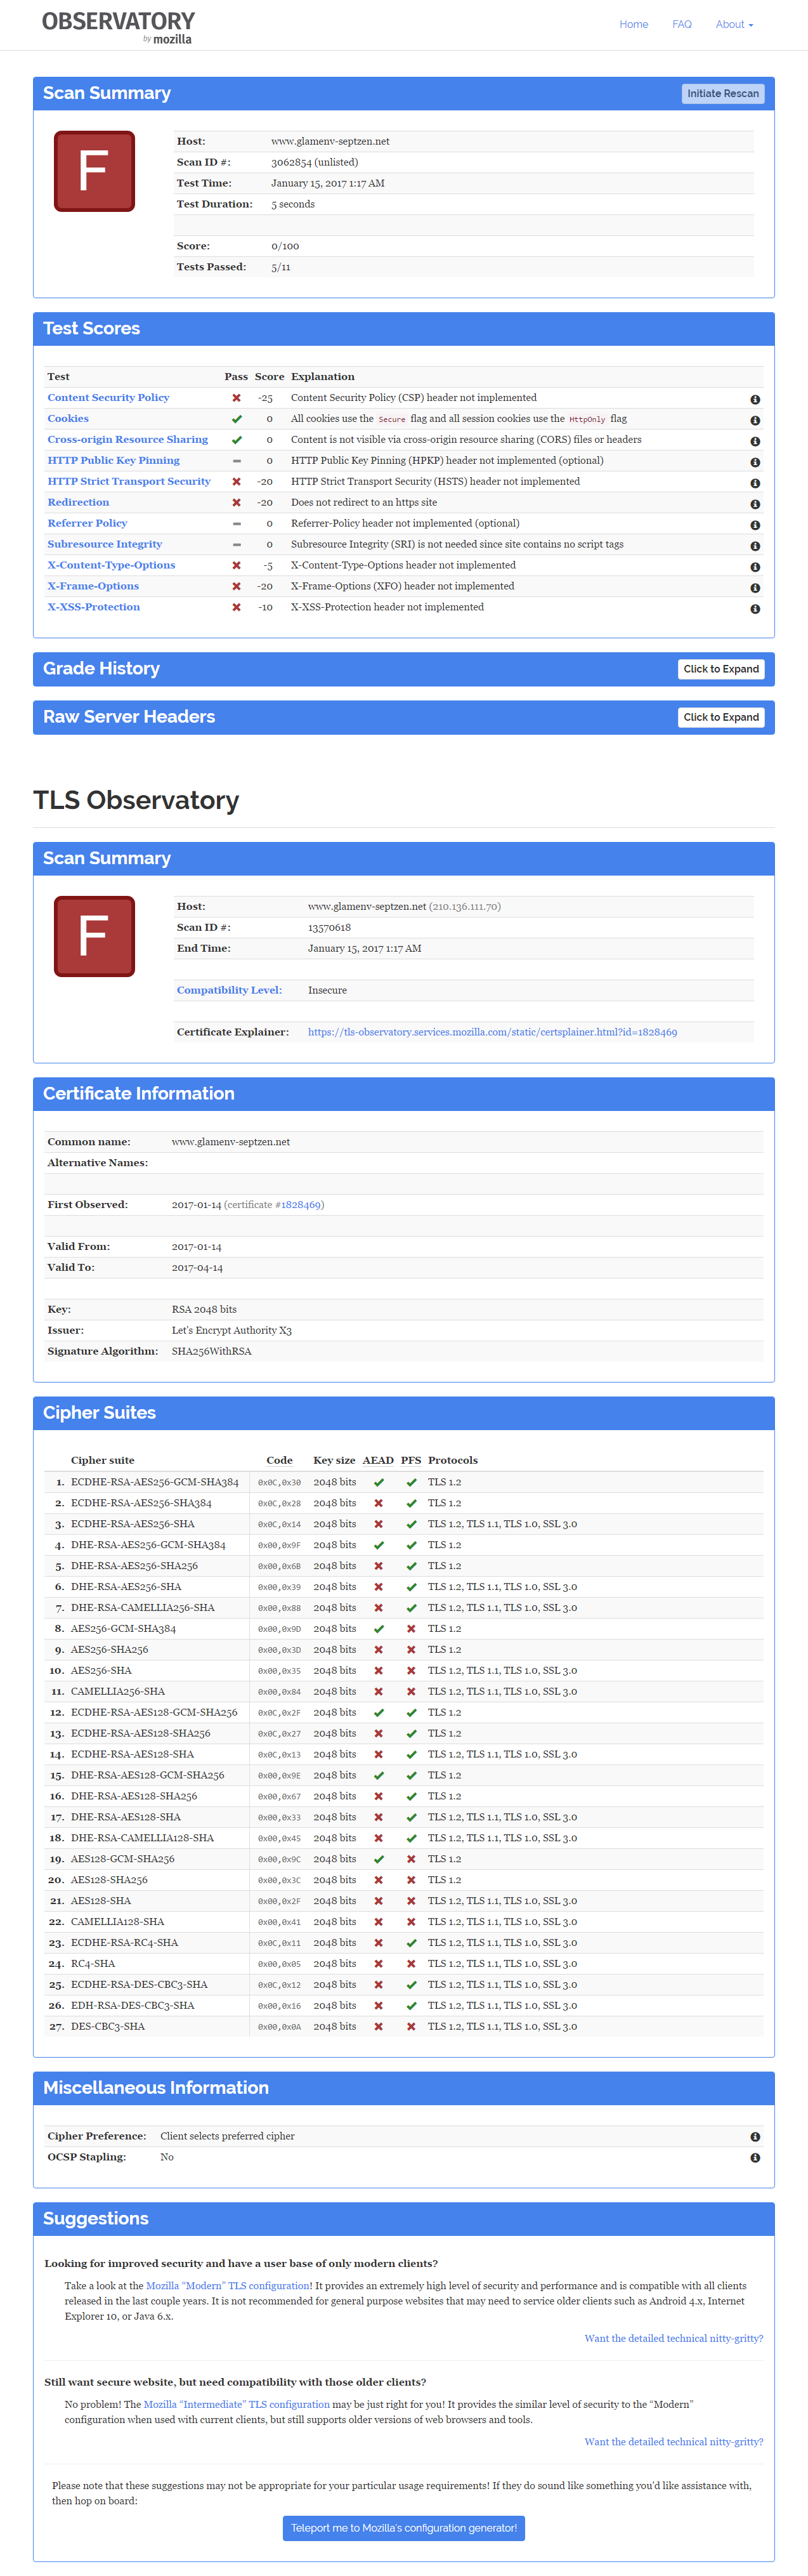 OBSERVATORY
by mozilla
Home FAQ About
Scan Summary Initiate Rescan
F
Host: www.glamenv-septzen.net
Scan ID #: 3062854 (unlisted)
Test Time: January 15, 2017 1:17 AM
Test Duration: 5 seconds
Score: 0/100
Tests Passed: 5/11
Test Scores
Test Pass Score Explanation
Content Security Policy ✖ -25 Content Security Policy (CSP) header not implemented
Cookies ✔ 0 All cookies use the Secure flag and all session cookies use the HttpOnly flag
Cross-origin Resource Sharing ✔ 0 Content is not visible via cross-origin resource sharing (CORS) files or headers
HTTP Public Key Pinning – 0 HTTP Public Key Pinning (HPKP) header not implemented (optional)
HTTP Strict Transport Security ✖ -20 HTTP Strict Transport Security (HSTS) header not implemented
Redirection ✖ -20 Does not redirect to an https site
Referrer Policy – 0 Referrer-Policy header not implemented (optional)
Subresource Integrity – 0 Subresource Integrity (SRI) is not needed since site contains no script tags
X-Content-Type-Options ✖ -5 X-Content-Type-Options header not implemented
X-Frame-Options ✖ -20 X-Frame-Options (XFO) header not implemented
X-XSS-Protection ✖ -10 X-XSS-Protection header not implemented
Grade History Click to Expand
Raw Server Headers Click to Expand
TLS Observatory
Scan Summary
F
Host: www.glamenv-septzen.net (210.136.111.70)
Scan ID #: 13570618
End Time: January 15, 2017 1:17 AM
Compatibility Level: Insecure
Certificate Explainer: https://tls-observatory.services.mozilla.com/static/certsplainer.html?id=1828469
Certificate Information
Common name: www.glamenv-septzen.net
Alternative Names:
First Observed: 2017-01-14 (certificate #1828469)
Valid From: 2017-01-14
Valid To: 2017-04-14
Key: RSA 2048 bits
Issuer: Let's Encrypt Authority X3
Signature Algorithm: SHA256WithRSA
Cipher Suites
Cipher suite Code Key size AEAD PFS Protocols
1. ECDHE-RSA-AES256-GCM-SHA384 0x0C,0x30 2048 bits ✔ ✔ TLS 1.2
2. ECDHE-RSA-AES256-SHA384 0x0C,0x28 2048 bits ✖ ✔ TLS 1.2
3. ECDHE-RSA-AES256-SHA 0x0C,0x14 2048 bits ✖ ✔ TLS 1.2, TLS 1.1, TLS 1.0, SSL 3.0
4. DHE-RSA-AES256-GCM-SHA384 0x00,0x9F 2048 bits ✔ ✔ TLS 1.2
5. DHE-RSA-AES256-SHA256 0x00,0x6B 2048 bits ✖ ✔ TLS 1.2
6. DHE-RSA-AES256-SHA 0x00,0x39 2048 bits ✖ ✔ TLS 1.2, TLS 1.1, TLS 1.0, SSL 3.0
7. DHE-RSA-CAMELLIA256-SHA 0x00,0x88 2048 bits ✖ ✔ TLS 1.2, TLS 1.1, TLS 1.0, SSL 3.0
8. AES256-GCM-SHA384 0x00,0x9D 2048 bits ✔ ✖ TLS 1.2
9. AES256-SHA256 0x00,0x3D 2048 bits ✖ ✖ TLS 1.2
10. AES256-SHA 0x00,0x35 2048 bits ✖ ✖ TLS 1.2, TLS 1.1, TLS 1.0, SSL 3.0
11. CAMELLIA256-SHA 0x00,0x84 2048 bits ✖ ✖ TLS 1.2, TLS 1.1, TLS 1.0, SSL 3.0
12. ECDHE-RSA-AES128-GCM-SHA256 0x0C,0x2F 2048 bits ✔ ✔ TLS 1.2
13. ECDHE-RSA-AES128-SHA256 0x0C,0x27 2048 bits ✖ ✔ TLS 1.2
14. ECDHE-RSA-AES128-SHA 0x0C,0x13 2048 bits ✖ ✔ TLS 1.2, TLS 1.1, TLS 1.0, SSL 3.0
15. DHE-RSA-AES128-GCM-SHA256 0x00,0x9E 2048 bits ✔ ✔ TLS 1.2
16. DHE-RSA-AES128-SHA256 0x00,0x67 2048 bits ✖ ✔ TLS 1.2
17. DHE-RSA-AES128-SHA 0x00,0x33 2048 bits ✖ ✔ TLS 1.2, TLS 1.1, TLS 1.0, SSL 3.0
18. DHE-RSA-CAMELLIA128-SHA 0x00,0x45 2048 bits ✖ ✔ TLS 1.2, TLS 1.1, TLS 1.0, SSL 3.0
19. AES128-GCM-SHA256 0x00,0x9C 2048 bits ✔ ✖ TLS 1.2
20. AES128-SHA256 0x00,0x3C 2048 bits ✖ ✖ TLS 1.2
21. AES128-SHA 0x00,0x2F 2048 bits ✖ ✖ TLS 1.2, TLS 1.1, TLS 1.0, SSL 3.0
22. CAMELLIA128-SHA 0x00,0x41 2048 bits ✖ ✖ TLS 1.2, TLS 1.1, TLS 1.0, SSL 3.0
23. ECDHE-RSA-RC4-SHA 0x0C,0x11 2048 bits ✖ ✔ TLS 1.2, TLS 1.1, TLS 1.0, SSL 3.0
24. RC4-SHA 0x00,0x05 2048 bits ✖ ✖ TLS 1.2, TLS 1.1, TLS 1.0, SSL 3.0
25. ECDHE-RSA-DES-CBC3-SHA 0x0C,0x12 2048 bits ✖ ✔ TLS 1.2, TLS 1.1, TLS 1.0, SSL 3.0
26. EDH-RSA-DES-CBC3-SHA 0x00,0x16 2048 bits ✖ ✔ TLS 1.2, TLS 1.1, TLS 1.0, SSL 3.0
27. DES-CBC3-SHA 0x00,0x0A 2048 bits ✖ ✖ TLS 1.2, TLS 1.1, TLS 1.0, SSL 3.0
Miscellaneous Information
Cipher Preference: Client selects preferred cipher
OCSP Stapling: No
Suggestions
Looking for improved security and have a user base of only modern clients?
Take a look at the Mozilla “Modern” TLS configuration! It provides an extremely high level of security and performance and is compatible with all clients
released in the last couple years. It is not recommended for general purpose websites that may need to service older clients such as Android 4.x, Internet
Explorer 10, or Java 6.x.
Want the detailed technical nitty-gritty?
Still want secure website, but need compatibility with those older clients?
No problem! The Mozilla “Intermediate” TLS configuration may be just right for you! It provides the similar level of security to the “Modern”
configuration when used with current clients, but still supports older versions of web browsers and tools.
Want the detailed technical nitty-gritty?
Please note that these suggestions may not be appropriate for your particular usage requirements! If they do sound like something you'd like assistance with,
then hop on board:
Teleport me to Mozilla's configuration generator!